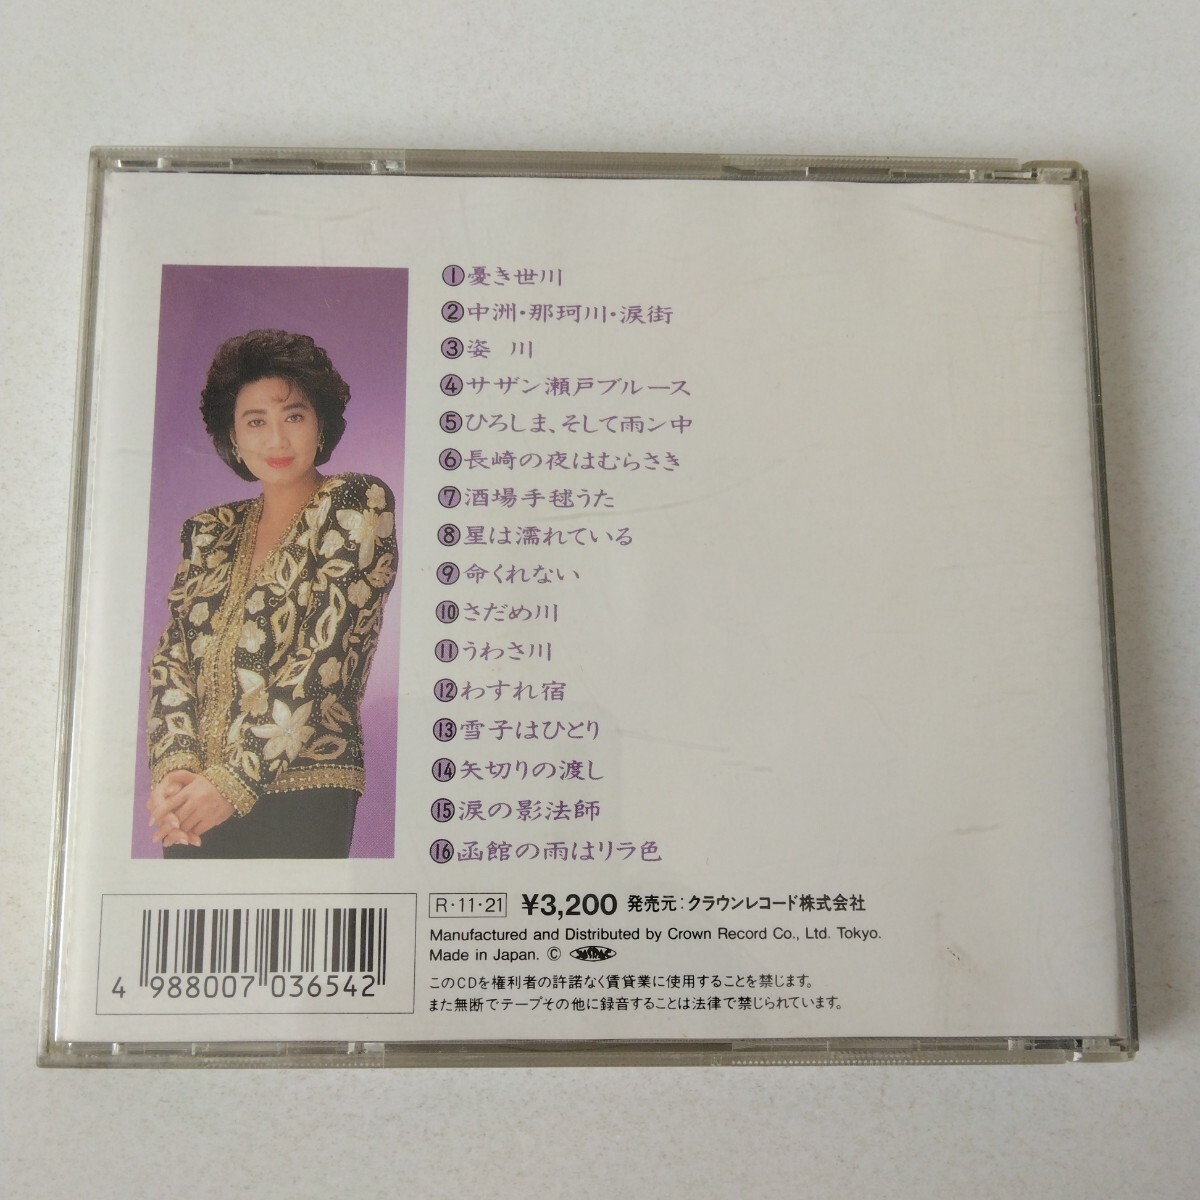 ①憂き世川
②中洲・那珂川・涙街
③姿 川
④サザン瀬戸ブルース
⑤ひろしま、そして雨ン中
⑥長崎の夜はむらさき
⑦酒場手毬うた
⑧星は濡れている
⑨命くれない
⑩さだめ川
⑪うわさ川
⑫わすれ宿
⑬雪子はひとり
⑭矢切りの渡し
⑮涙の影法師
⑯函館の雨はリラ色
R・11・21 ¥3,200 発売元：クラウンレコード株式会社
Manufactured and Distributed by Crown Record Co., Ltd. Tokyo.
Made in Japan. Ⓒ
このCDを権利者の許諾なく賃貸業に使用することを禁じます。
また無断でテープその他に録音することは法律で禁じられています。
4 988007 036542